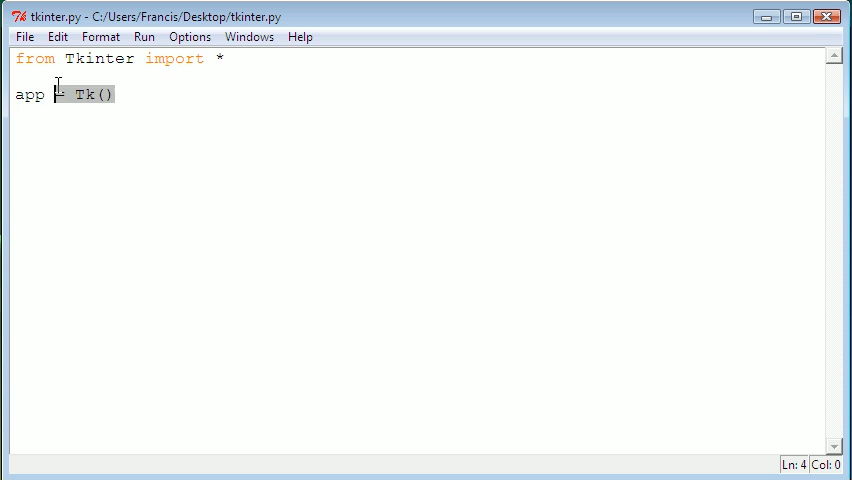 tkinter.py - C:/Users/Francis/Desktop/tkinter.py
File Edit Format Run Options Windows Help
from Tkinter import *
app = Tk()
Ln: 4 Col: 0